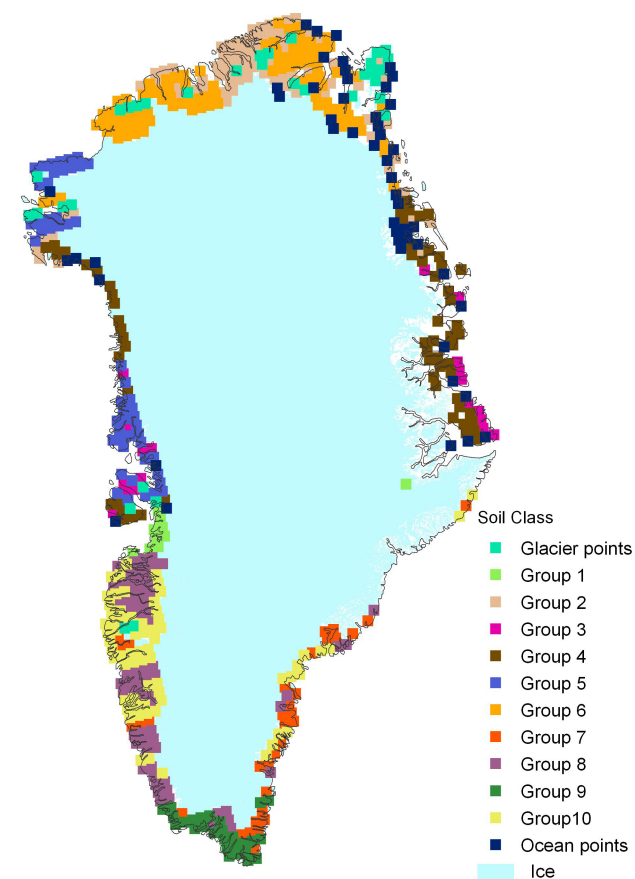 Soil Class
Glacier points
Group 1
Group 2
Group 3
Group 4
Group 5
Group 6
Group 7
Group 8
Group 9
Group10
Ocean points
Ice